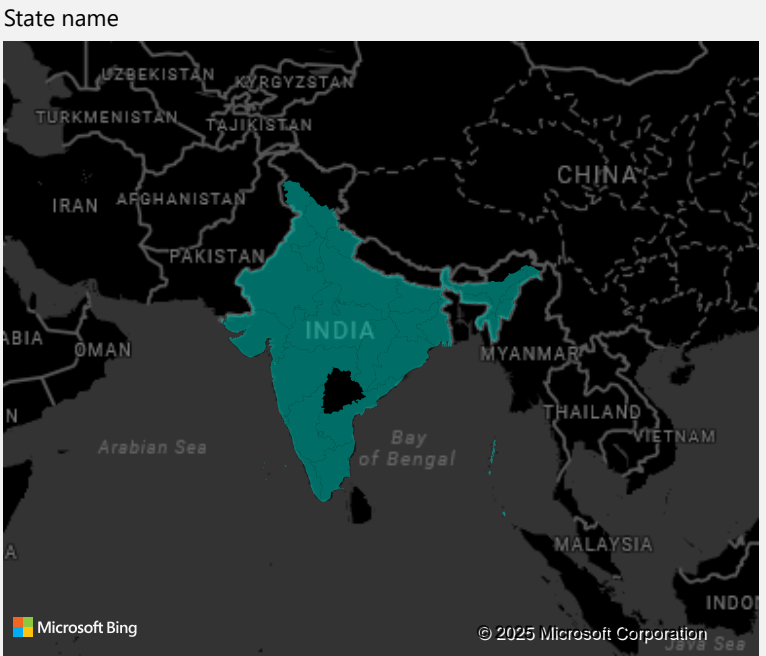 State name
UZBEKISTAN
KYRGYZSTAN
TURKMENISTAN
TAJIKISTAN
CHINA
IRAN
AFGHANISTAN
PAKISTAN
INDIA
ABIA
OMAN
MYANMAR
N
THAILAND
VIETNAM
Arabian Sea
Bay
of Bengal
A
MALAYSIA
INDO
Microsoft Bing
© 2025 Microsoft Corporation
Java Sea